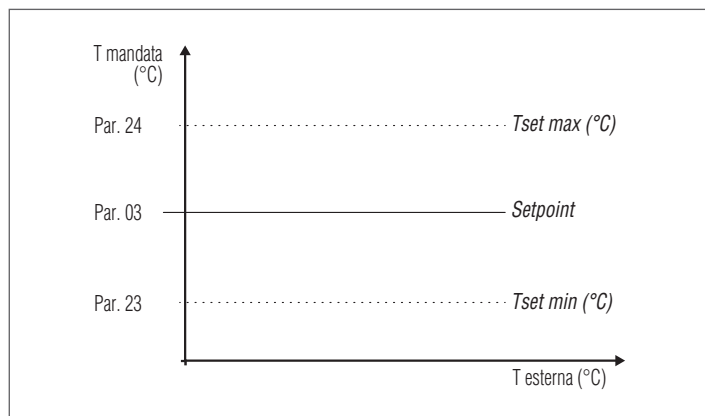 T mandata
(°C)
Par. 24
Tset max (°C)
Par. 03
Setpoint
Par. 23
Tset min (°C)
T esterna (°C)